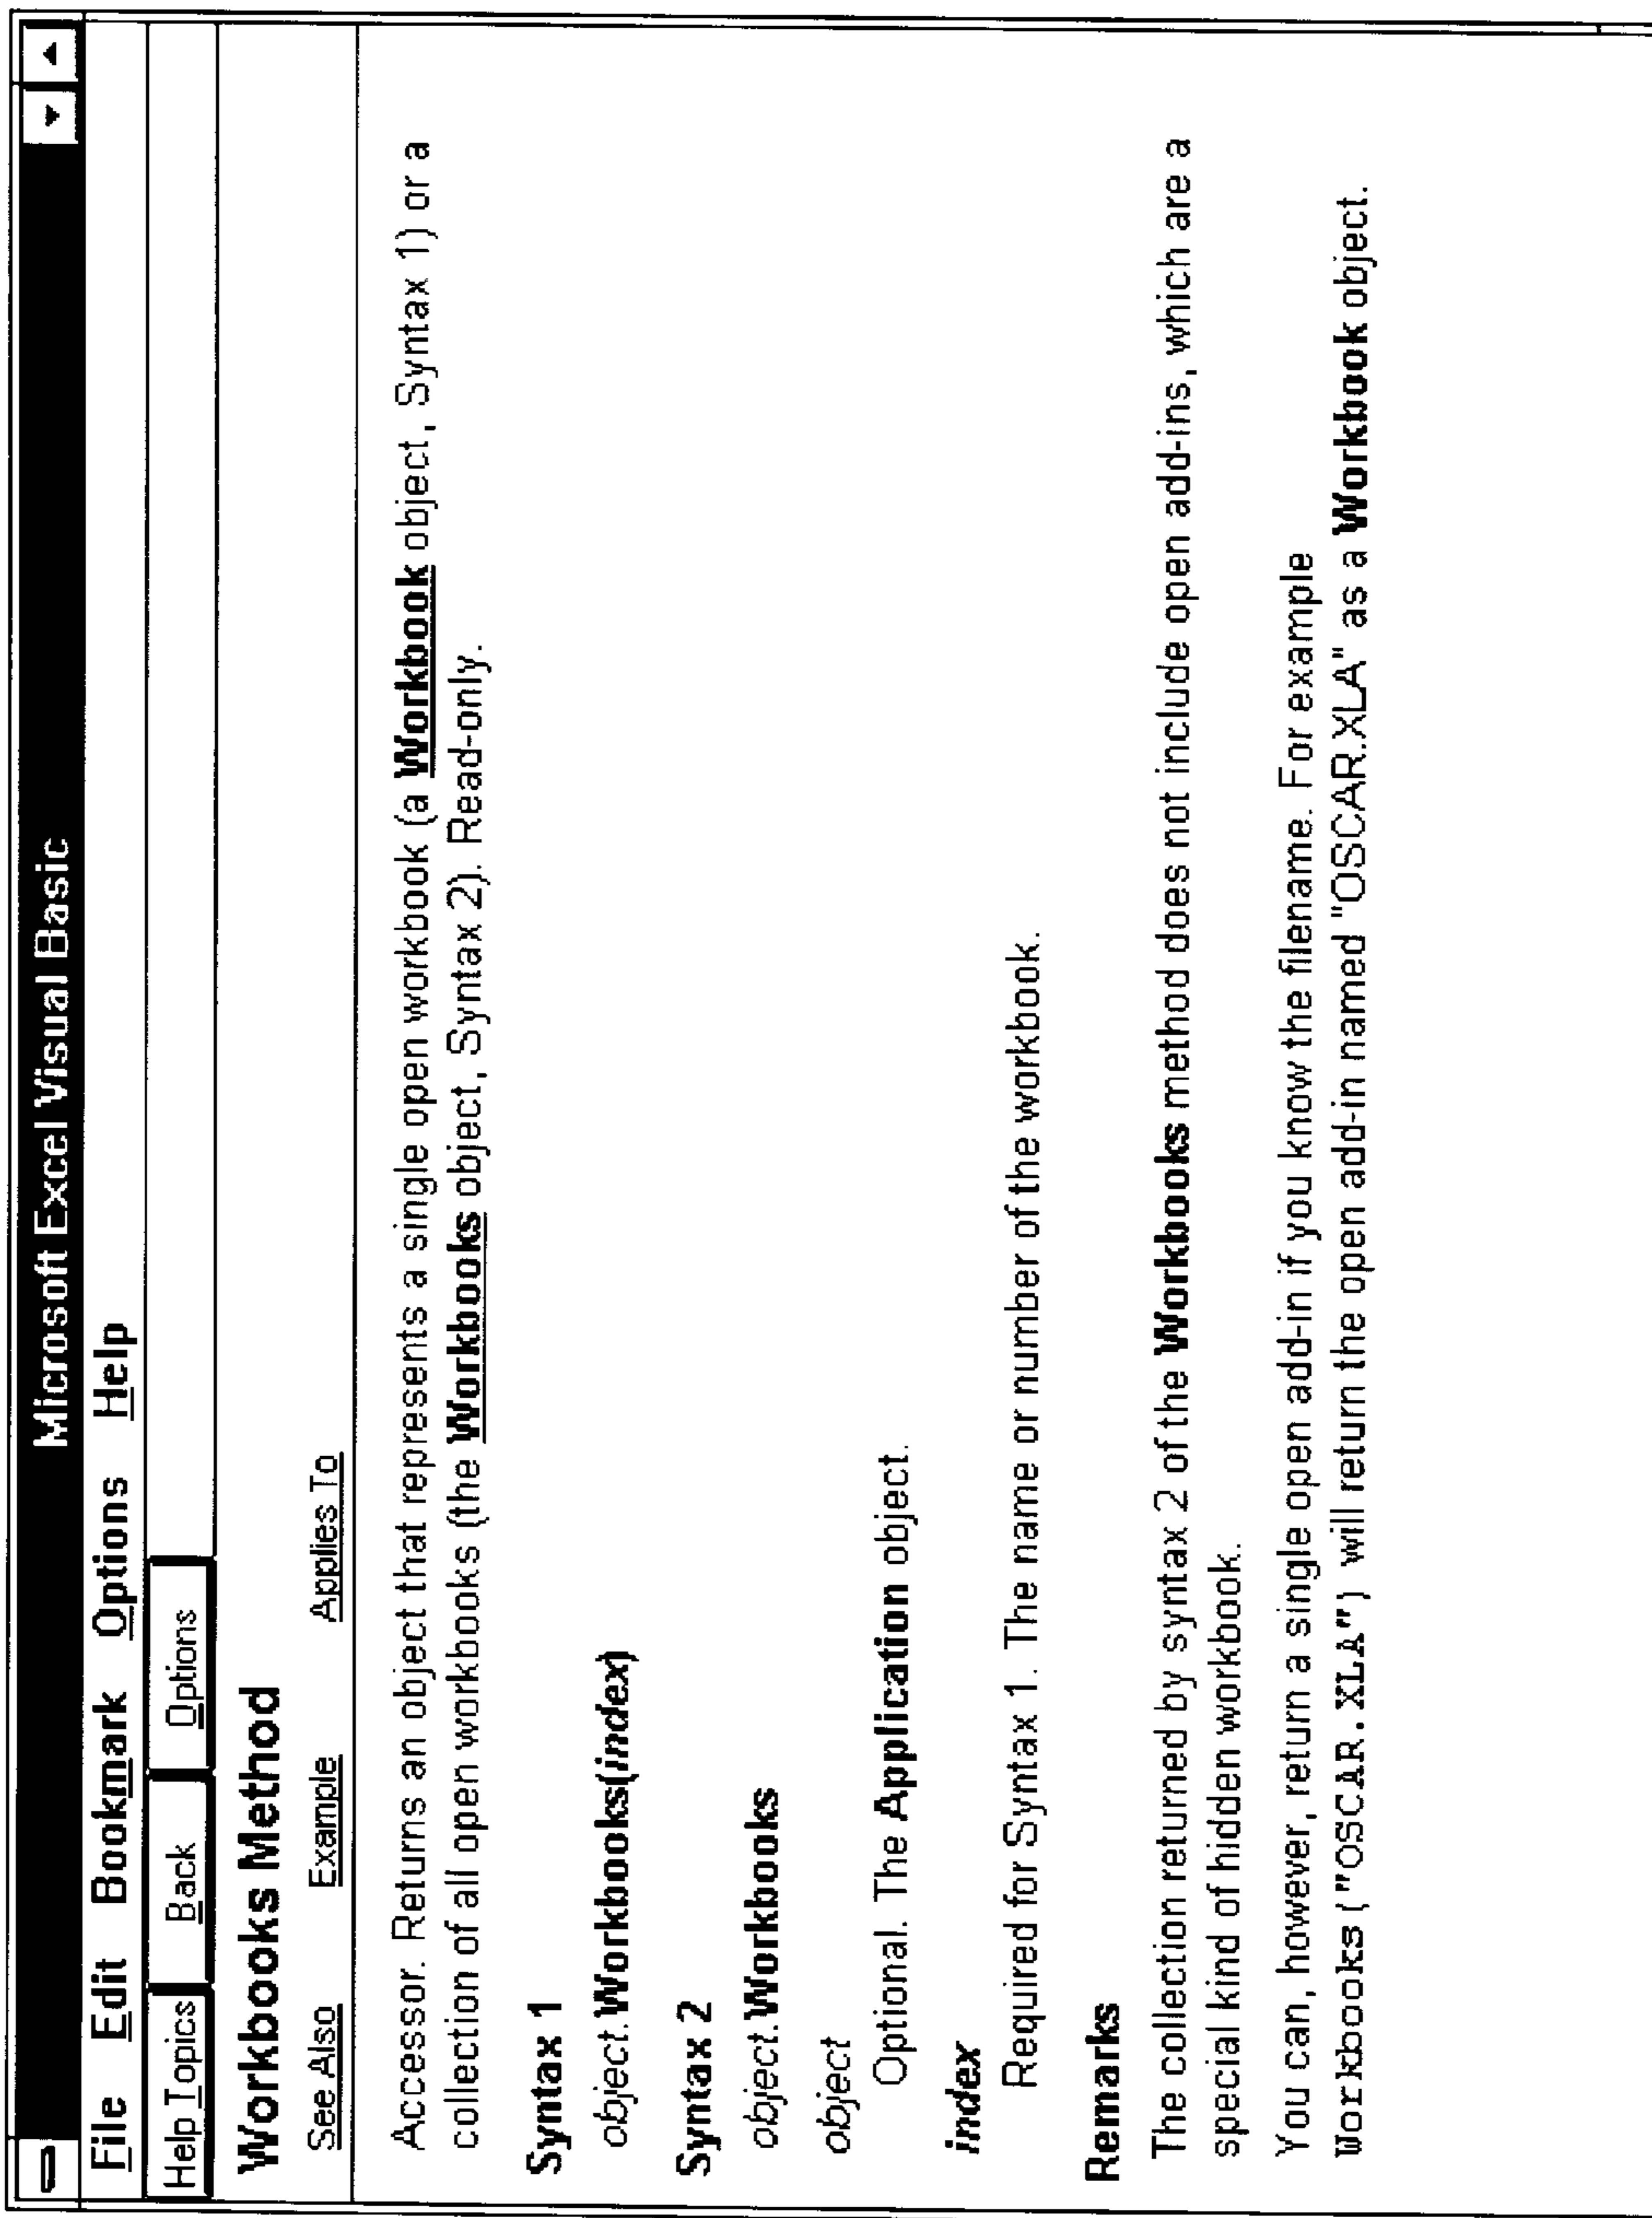 Microsoft Excel Visual Basic
File Edit Bookmark Options Help
Help Topics Back Options
Workbooks Method
See Also Example Applies To
Accessor. Returns an object that represents a single open workbook (a Workbook object, Syntax 1) or a
collection of all open workbooks (the Workbooks object, Syntax 2). Read-only.
Syntax 1
object.Workbooks(index)
Syntax 2
object.Workbooks
object
Optional. The Application object.
index
Required for Syntax 1. The name or number of the workbook.
Remarks
The collection returned by syntax 2 of the Workbooks method does not include open add-ins, which are a
special kind of hidden workbook.
You can, however, return a single open add-in if you know the filename. For example
Workbooks("OSCAR.XLA") will return the open add-in named "OSCAR.XLA" as a Workbook object.